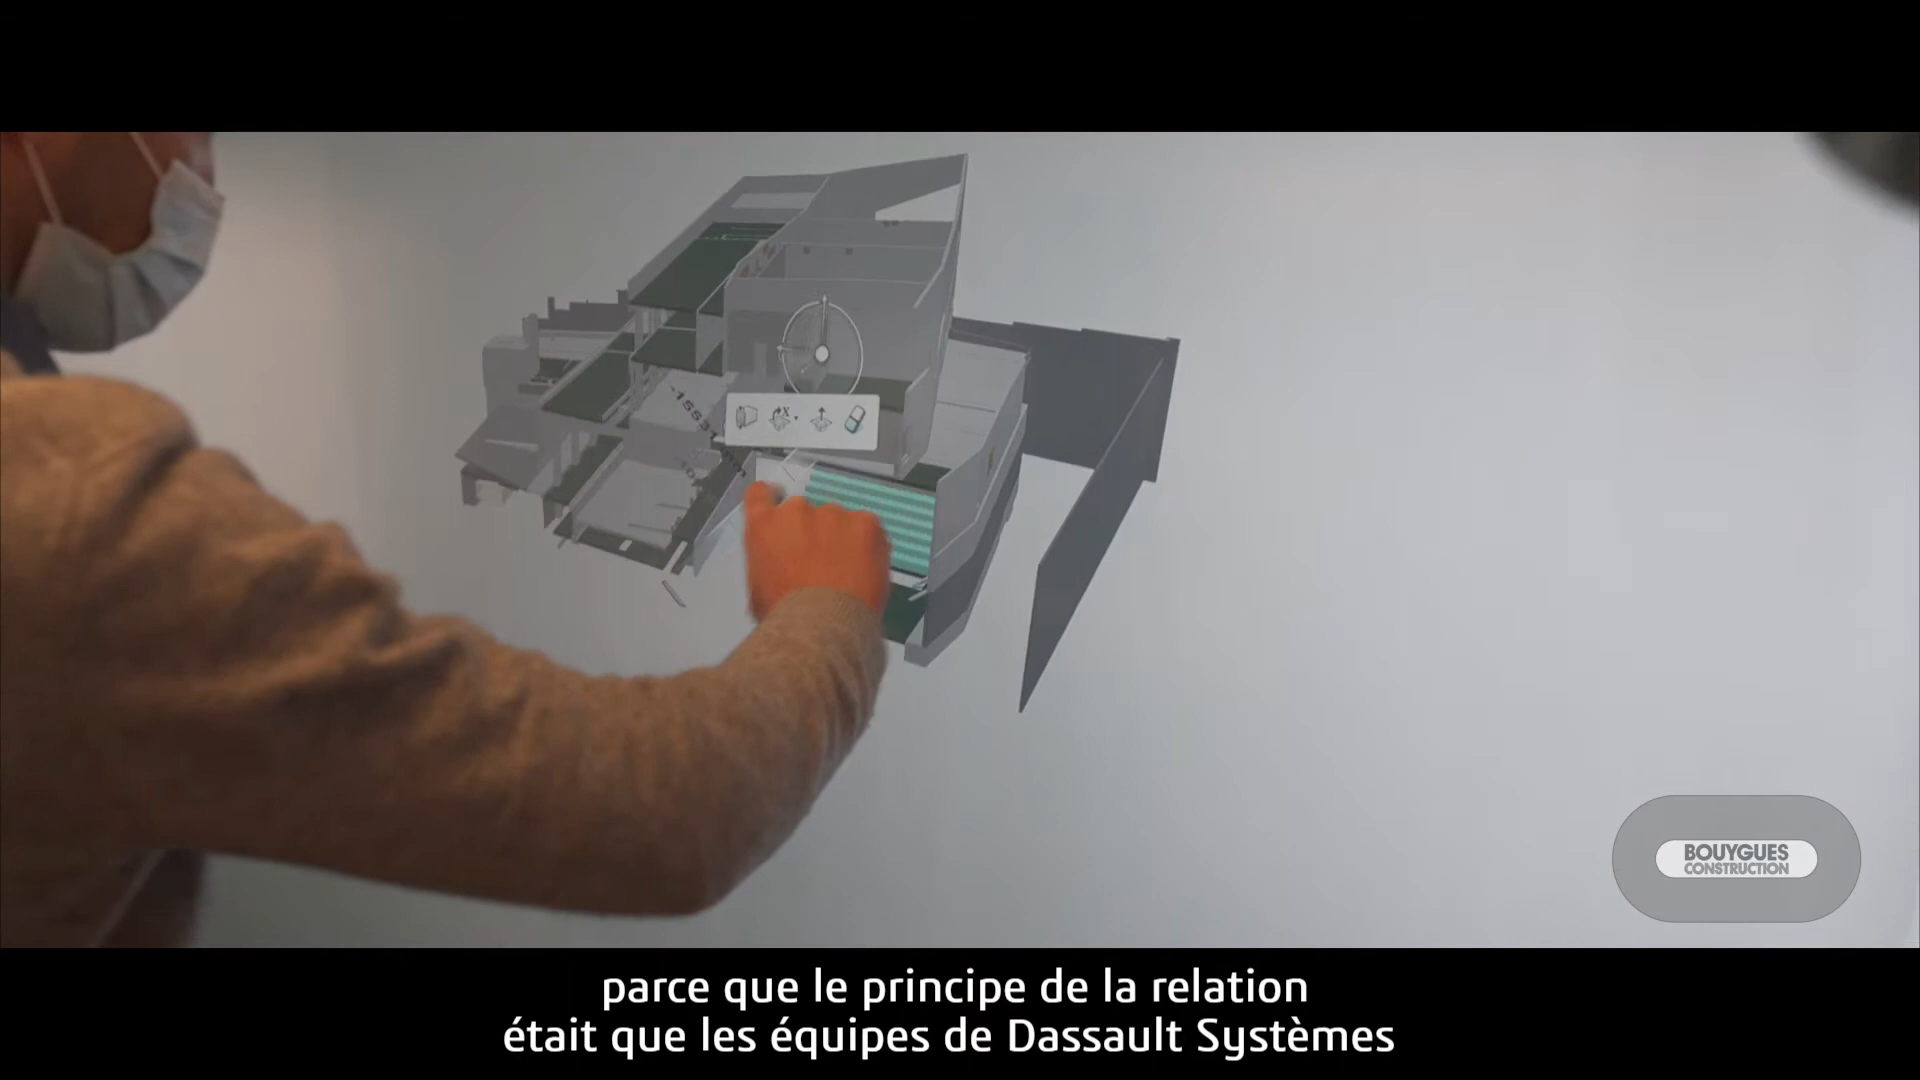 BOUYGUES
CONSTRUCTION
parce que le principe de la relation
était que les équipes de Dassault Systèmes